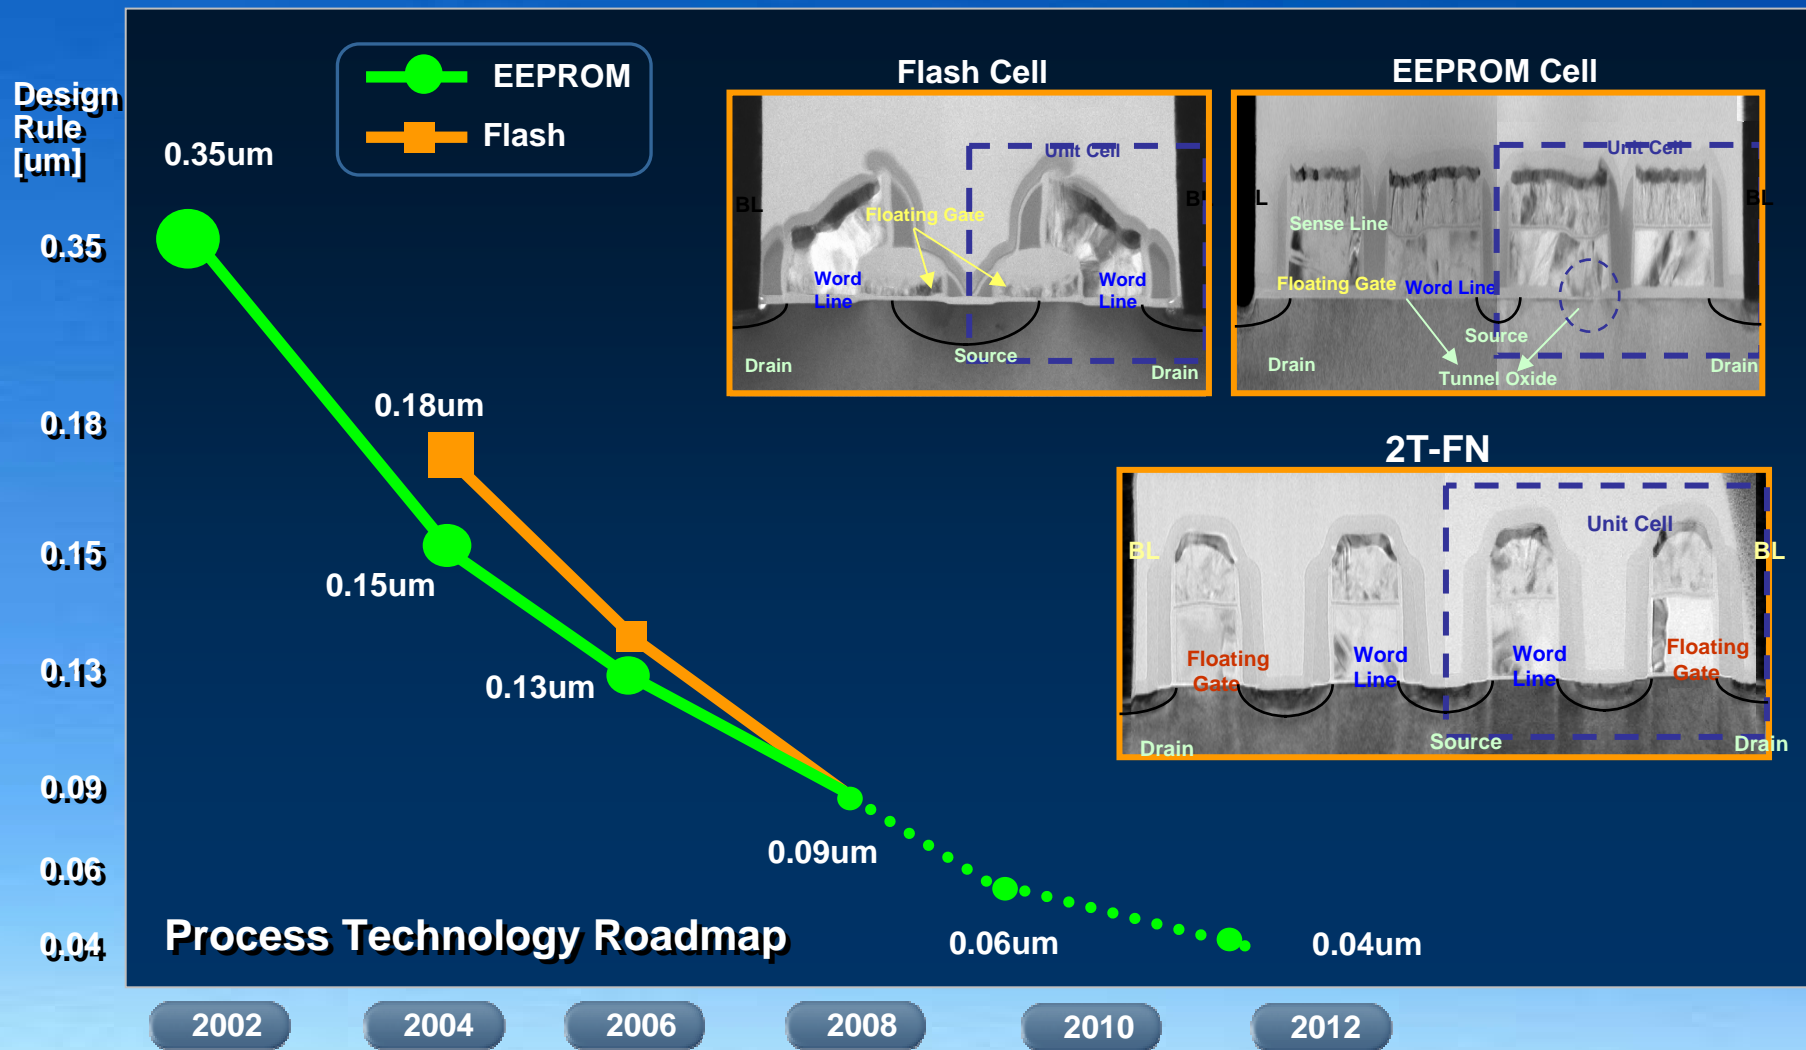 Design
Rule
[um]
0.35
0.18
0.15
0.13
0.09
0.06
0.04
EEPROM
Flash
0.35um
0.18um
0.15um
0.13um
0.09um
0.06um
0.04um
Process Technology Roadmap
2002
2004
2006
2008
2010
2012
Flash Cell
Unit Cell
BL
BL
Floating Gate
Word
Line
Word
Line
Source
Drain
Drain
EEPROM Cell
Unit Cell
L
BL
Sense Line
Floating Gate
Word Line
Source
Drain
Drain
Tunnel Oxide
2T-FN
Unit Cell
BL
BL
Floating
Gate
Word
Line
Word
Line
Floating
Gate
Drain
Source
Drain